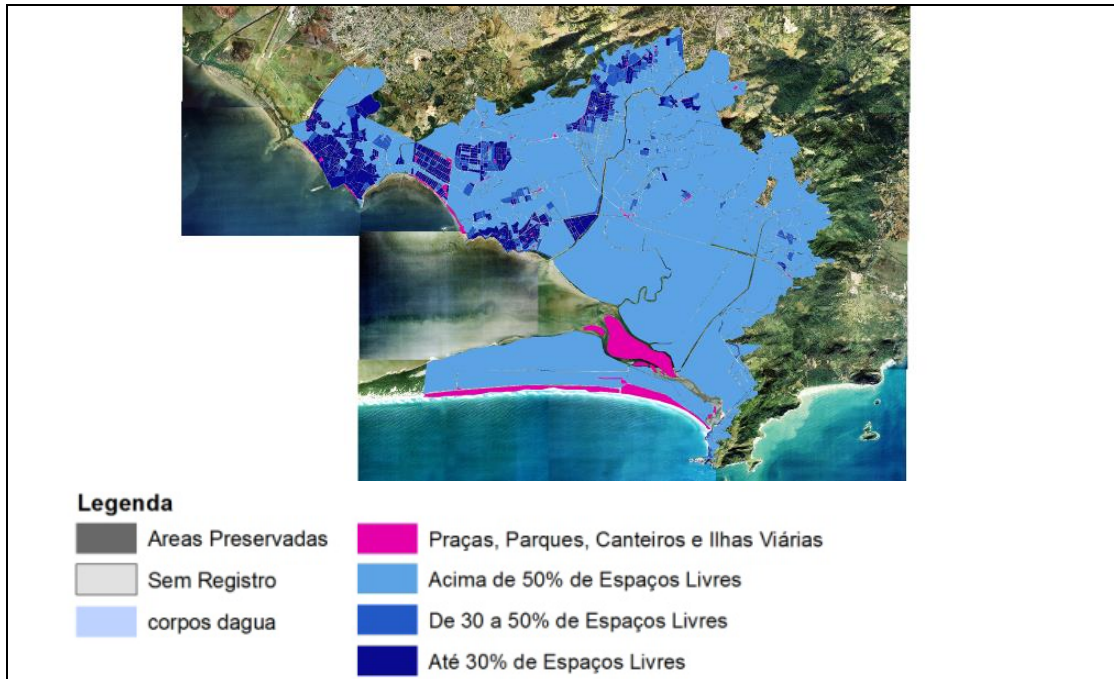 Legenda
Areas Preservadas
Sem Registro
corpos dagua
Praças, Parques, Canteiros e Ilhas Viárias
Acima de 50% de Espaços Livres
De 30 a 50% de Espaços Livres
Até 30% de Espaços Livres